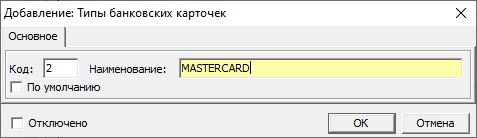 Добавление: Типы банковских карточек
Основное
Код: 2 Наименование: MASTERCARD
По умолчанию
Отключено ОК Отмена